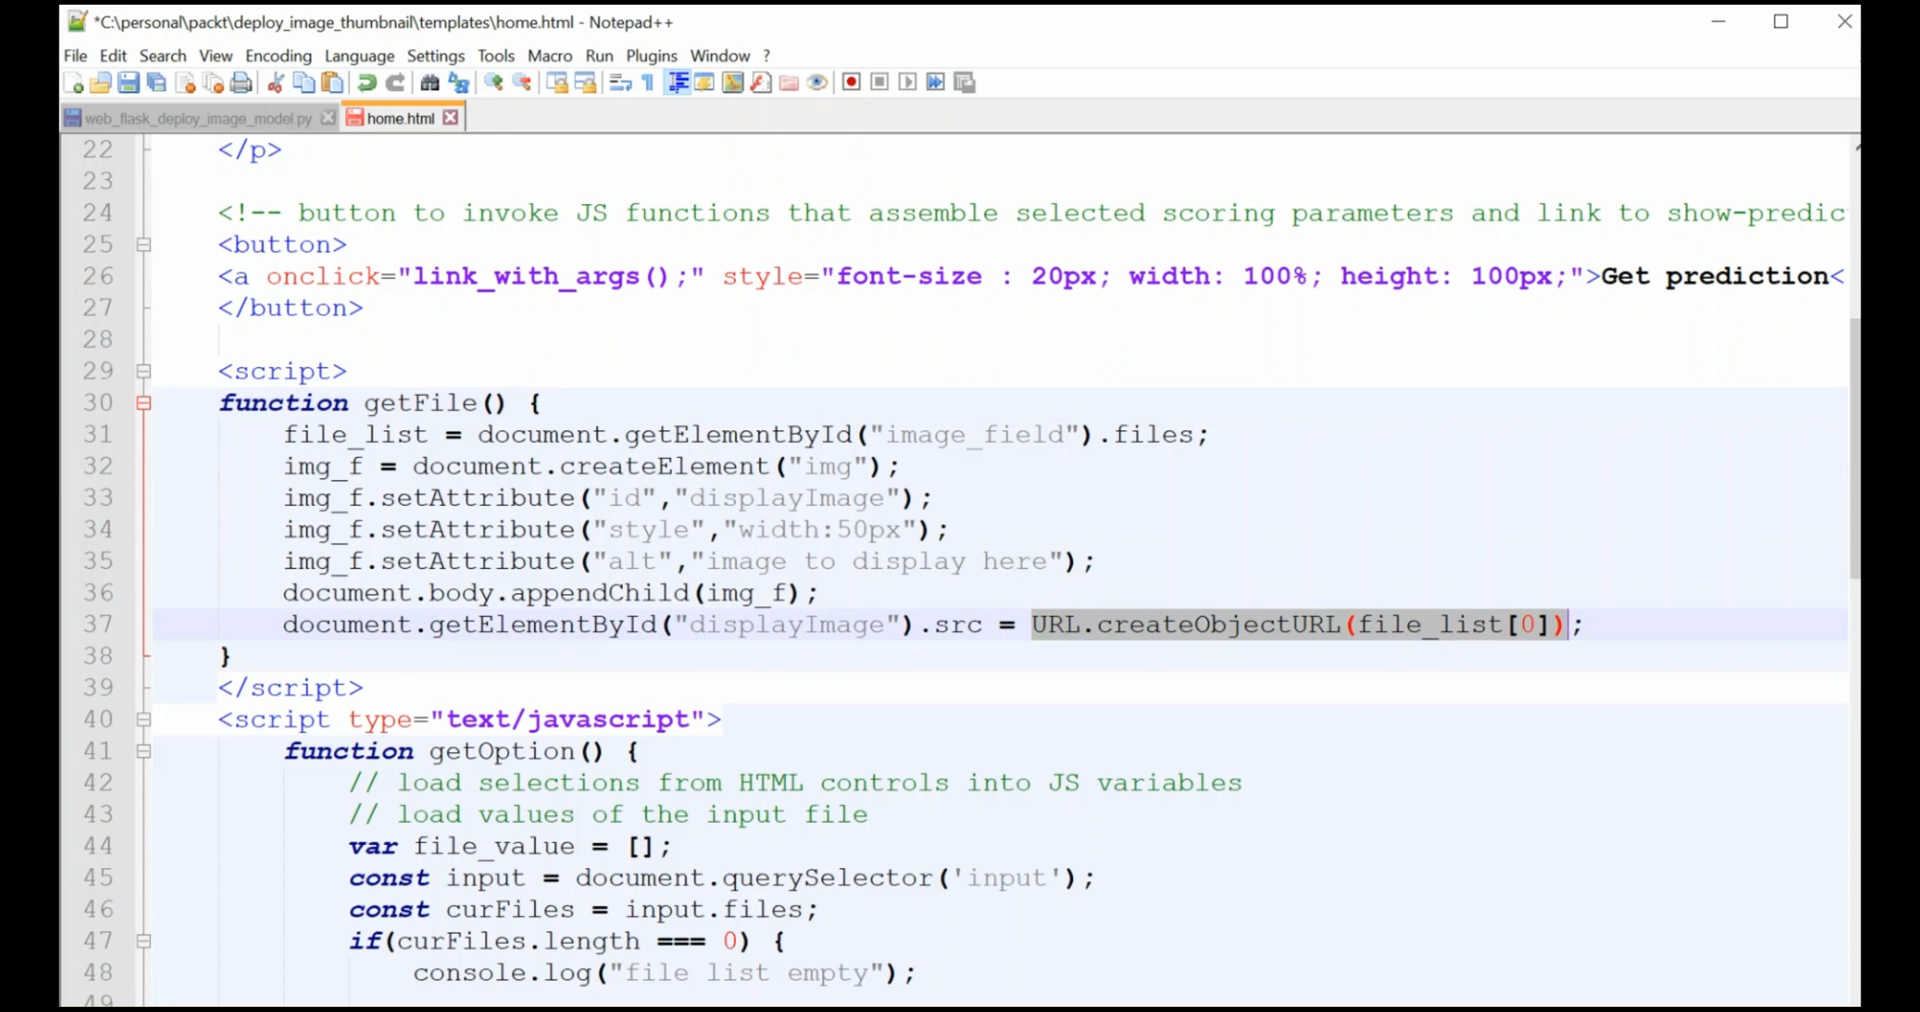 *C:\personal\packt\deploy_image_thumbnail\templates\home.html - Notepad++
File Edit Search View Encoding Language Settings Tools Macro Run Plugins Window ?
web_flask_deploy_image_model.py home.html
22 </p>
23
24 <!-- button to invoke JS functions that assemble selected scoring parameters and link to show-predic
25 <button>
26 <a onclick="link_with_args();" style="font-size : 20px; width: 100%; height: 100px;">Get prediction<
27 </button>
28
29 <script>
30 function getFile() {
31 file_list = document.getElementById("image_field").files;
32 img_f = document.createElement("img");
33 img_f.setAttribute("id","displayImage");
34 img_f.setAttribute("style","width:50px");
35 img_f.setAttribute("alt","image to display here");
36 document.body.appendChild(img_f);
37 document.getElementById("displayImage").src = URL.createObjectURL(file_list[0]);
38 }
39 </script>
40 <script type="text/javascript">
41 function getOption() {
42 // load selections from HTML controls into JS variables
43 // load values of the input file
44 var file_value = [];
45 const input = document.querySelector('input');
46 const curFiles = input.files;
47 if(curFiles.length === 0) {
48 console.log("file list empty");
49